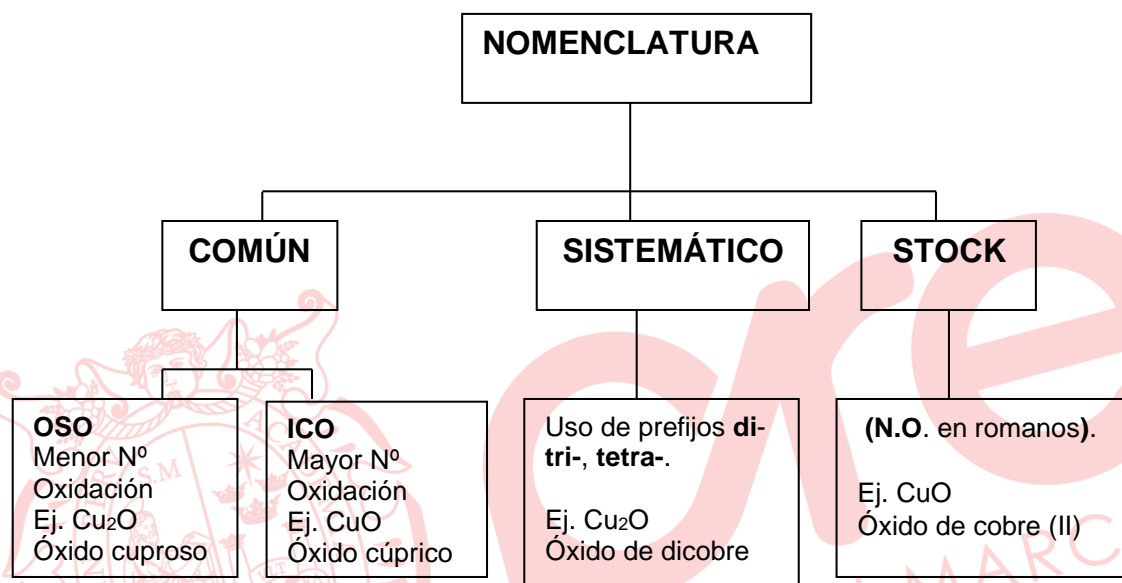 NOMENCLATURA
COMÚN
SISTEMÁTICO
STOCK
OSO
Menor Nº
Oxidación
Ej. Cu₂O
Óxido cuproso
ICO
Mayor Nº
Oxidación
Ej. CuO
Óxido cúprico
Uso de prefijos di-
tri-, tetra-.
Ej. Cu₂O
Óxido de dicobre
(N.O. en romanos).
Ej. CuO
Óxido de cobre (II)
cre
MARC
S.M